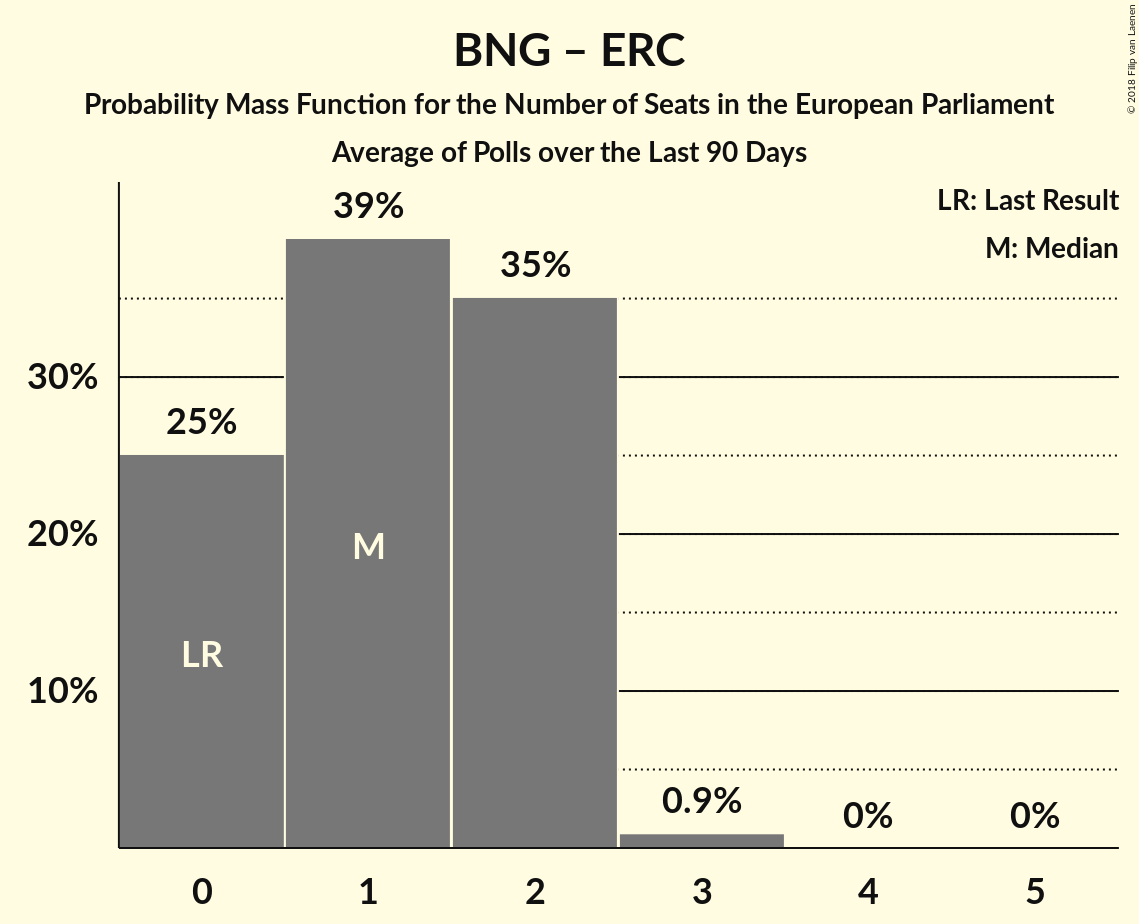 BNG – ERC
Probability Mass Function for the Number of Seats in the European Parliament
Average of Polls over the Last 90 Days
© 2018 Filip van Laenen
LR: Last Result
M: Median
39%
35%
30%
25%
20%
M
LR
10%
0.9%
0%
0%
0
1
2
3
4
5